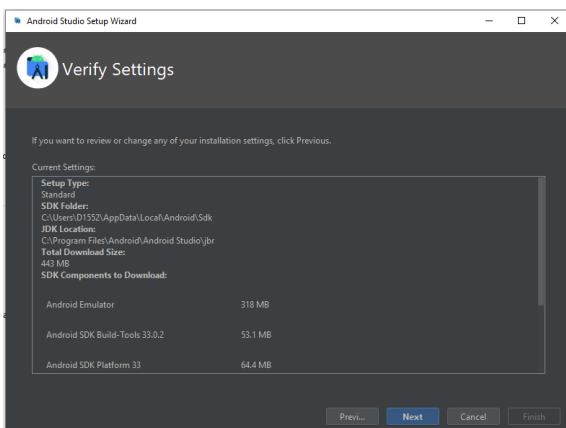 Android Studio Setup Wizard
Verify Settings
If you want to review or change any of your installation settings, click Previous.
Current Settings:
Setup Type:
Standard
SDK Folder:
C:\Users\D1552\AppData\Local\Android\Sdk
JDK Location:
C:\Program Files\Android\Android Studio\jbr
Total Download Size:
443 MB
SDK Components to Download:
Android Emulator 318 MB
Android SDK Build-Tools 33.0.2 53.1 MB
Android SDK Platform 33 64.4 MB
Previ... Next Cancel Finish